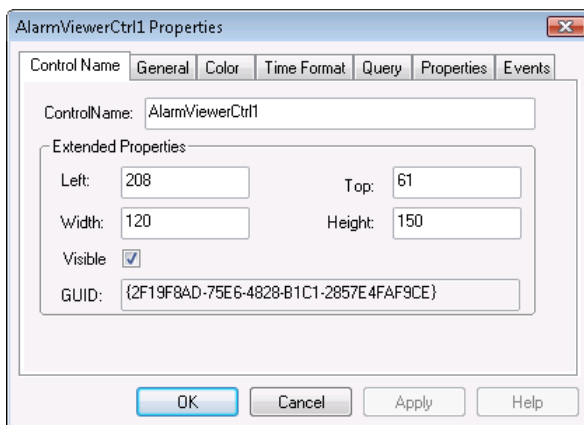 AlarmViewerCtrl1 Properties
Control Name General Color Time Format Query Properties Events
ControlName: AlarmViewerCtrl1
Extended Properties
Left: 208 Top: 61
Width: 120 Height: 150
Visible
GUID: {2F19F8AD-75E6-4828-B1C1-2857E4FAF9CE}
OK Cancel Apply Help